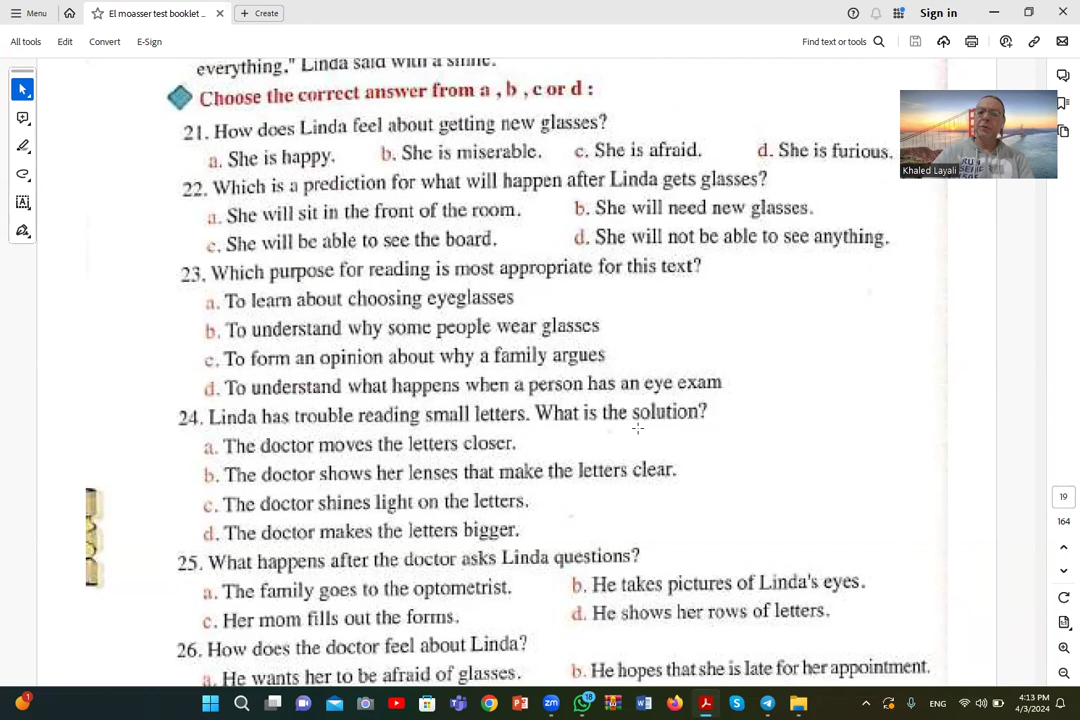 Menu
El moasser test booklet ...
Create
Sign in
All tools
Edit
Convert
E-Sign
Find text or tools
everything." Linda said with a smile.
Choose the correct answer from a , b , c or d :
21. How does Linda feel about getting new glasses?
a. She is happy. b. She is miserable. c. She is afraid. d. She is furious.
22. Which is a prediction for what will happen after Linda gets glasses?
a. She will sit in the front of the room. b. She will need new glasses.
c. She will be able to see the board. d. She will not be able to see anything.
23. Which purpose for reading is most appropriate for this text?
a. To learn about choosing eyeglasses
b. To understand why some people wear glasses
c. To form an opinion about why a family argues
d. To understand what happens when a person has an eye exam
24. Linda has trouble reading small letters. What is the solution?
a. The doctor moves the letters closer.
b. The doctor shows her lenses that make the letters clear.
c. The doctor shines light on the letters.
d. The doctor makes the letters bigger.
25. What happens after the doctor asks Linda questions?
a. The family goes to the optometrist. b. He takes pictures of Linda's eyes.
c. Her mom fills out the forms. d. He shows her rows of letters.
26. How does the doctor feel about Linda?
a. He wants her to be afraid of glasses. b. He hopes that she is late for her appointment.
Khaled Layali
19
164
1
18
ENG
4:13 PM
4/3/2024